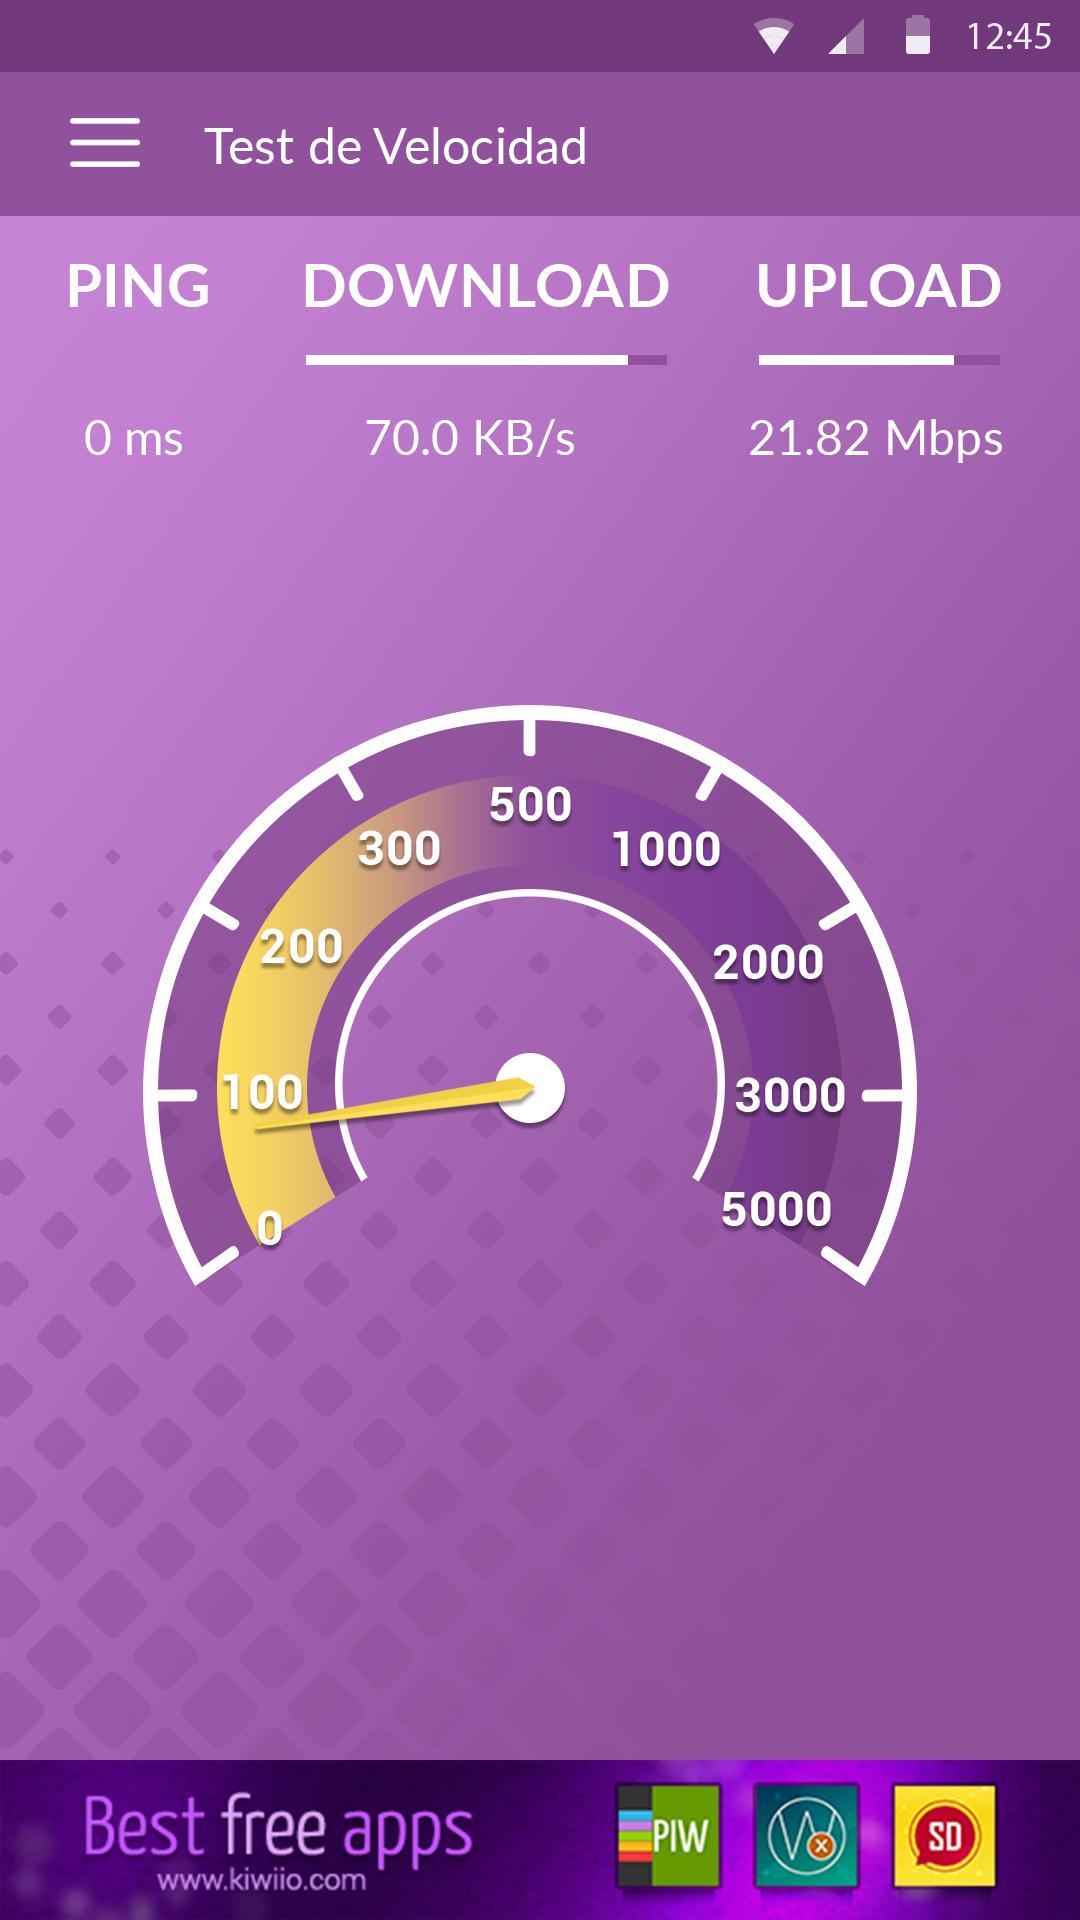 12:45
Test de Velocidad
PING DOWNLOAD UPLOAD
0 ms 70.0 KB/s 21.82 Mbps
500
300 1000
200 2000
100 3000
0 5000
Best free apps
www.kiwiio.com
PIW W X SD